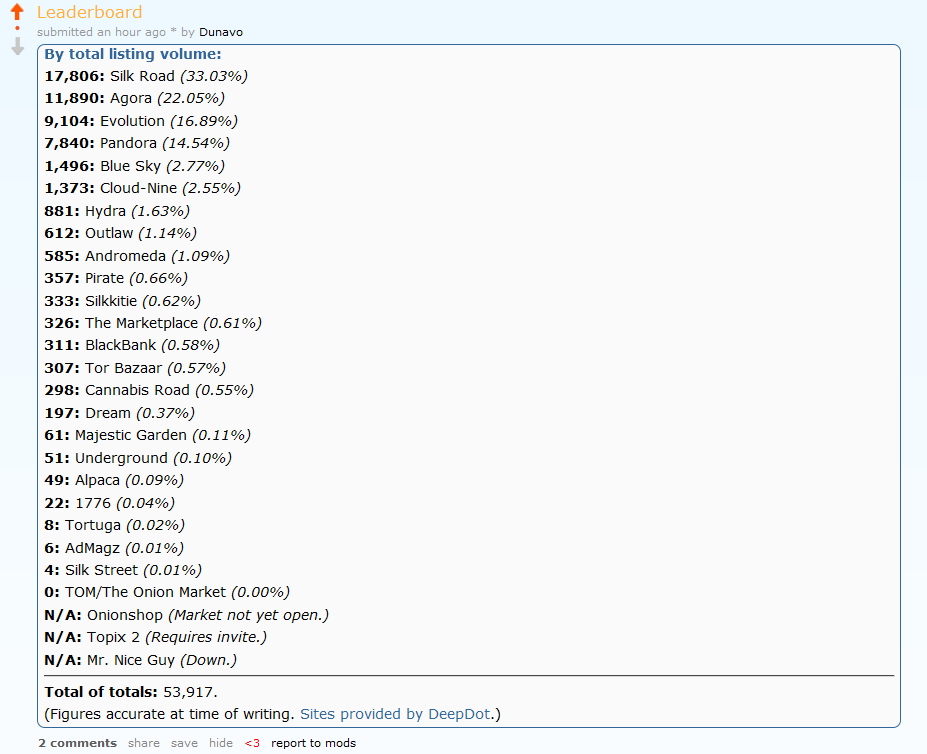 Leaderboard
submitted an hour ago * by Dunavo
By total listing volume:
17,806: Silk Road (33.03%)
11,890: Agora (22.05%)
9,104: Evolution (16.89%)
7,840: Pandora (14.54%)
1,496: Blue Sky (2.77%)
1,373: Cloud-Nine (2.55%)
881: Hydra (1.63%)
612: Outlaw (1.14%)
585: Andromeda (1.09%)
357: Pirate (0.66%)
333: Silkkitie (0.62%)
326: The Marketplace (0.61%)
311: BlackBank (0.58%)
307: Tor Bazaar (0.57%)
298: Cannabis Road (0.55%)
197: Dream (0.37%)
61: Majestic Garden (0.11%)
51: Underground (0.10%)
49: Alpaca (0.09%)
22: 1776 (0.04%)
8: Tortuga (0.02%)
6: AdMagz (0.01%)
4: Silk Street (0.01%)
0: TOM/The Onion Market (0.00%)
N/A: Onionshop (Market not yet open.)
N/A: Topix 2 (Requires invite.)
N/A: Mr. Nice Guy (Down.)
Total of totals: 53,917.
(Figures accurate at time of writing. Sites provided by DeepDot.)
2 comments share save hide <3 report to mods